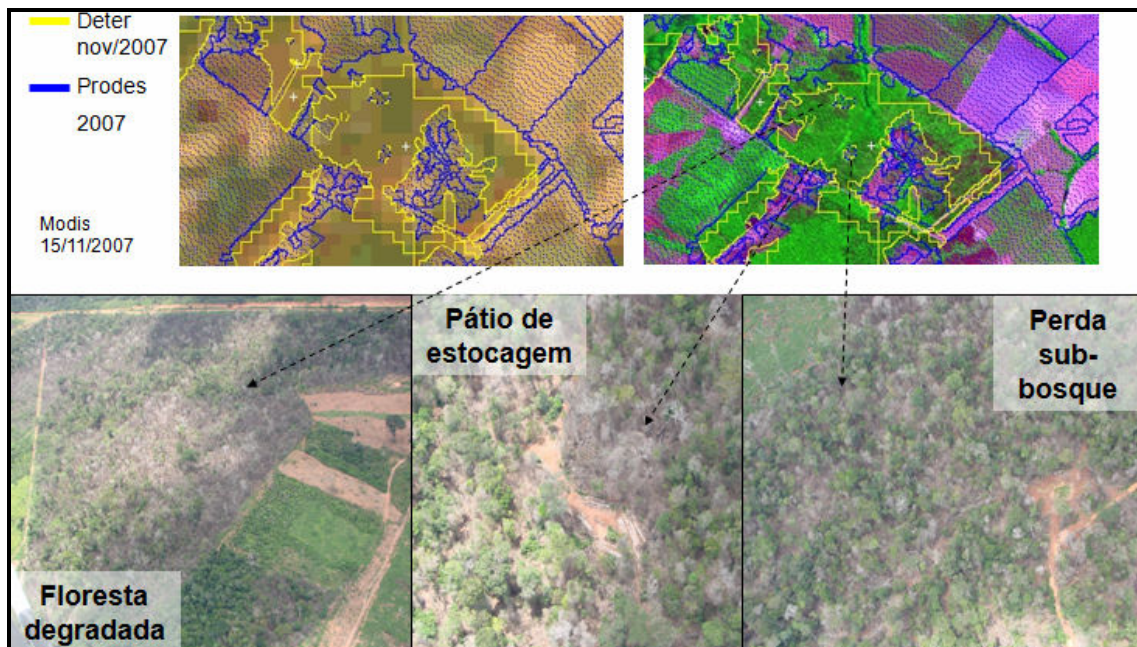 Deter
nov/2007
Prodes
2007
Modis
15/11/2007
Pátio de
estocagem
Perda
sub-
bosque
Floresta
degradada